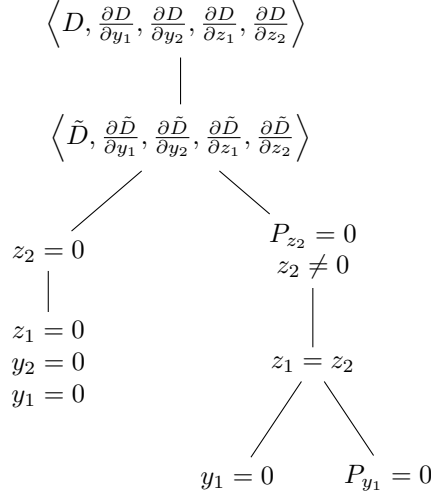 ⟨D, ∂D/∂y₁, ∂D/∂y₂, ∂D/∂z₁, ∂D/∂z₂⟩
⟨D̃, ∂D̃/∂y₁, ∂D̃/∂y₂, ∂D̃/∂z₁, ∂D̃/∂z₂⟩
z₂ = 0
P_{z₂} = 0
z₂ ≠ 0
z₁ = 0
y₂ = 0
y₁ = 0
z₁ = z₂
y₁ = 0
P_{y₁} = 0